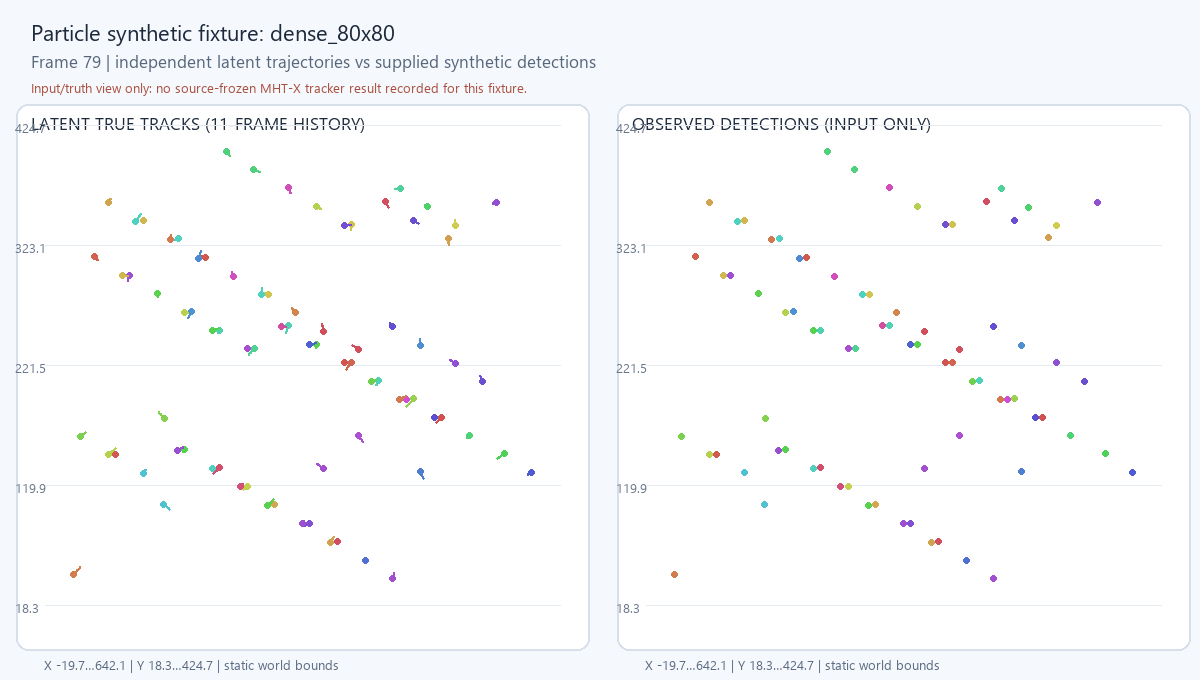 Particle synthetic fixture: dense_80x80
Frame 79 | independent latent trajectories vs supplied synthetic detections
Input/truth view only: no source-frozen MHT-X tracker result recorded for this fixture.
LATENT TRUE TRACKS (11-FRAME HISTORY)
424.7
323.1
221.5
119.9
18.3
X -19.7...642.1 | Y 18.3...424.7 | static world bounds
OBSERVED DETECTIONS (INPUT ONLY)
424.7
323.1
221.5
119.9
18.3
X -19.7...642.1 | Y 18.3...424.7 | static world bounds